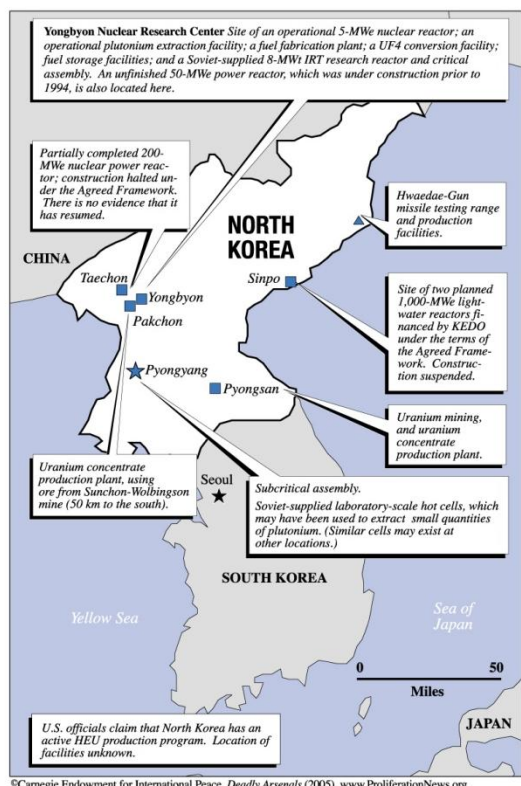 Yongbyon Nuclear Research Center Site of an operational 5-MWe nuclear reactor; an
operational plutonium extraction facility; a fuel fabrication plant; a UF4 conversion facility;
fuel storage facilities; and a Soviet-supplied 8-MWt IRT research reactor and critical
assembly. An unfinished 50-MWe power reactor, which was under construction prior to
1994, is also located here.
Partially completed 200-
MWe nuclear power reac-
tor; construction halted un-
der the Agreed Framework.
There is no evidence that it
has resumed.
NORTH
KOREA
Hwaedae-Gun
missile testing range
and production
facilities.
CHINA
Taechon
Yongbyon
Pakchon
Sinpo
Site of two planned
1,000-MWe light-
water reactors fi-
nanced by KEDO
under the terms of
the Agreed Frame-
work. Construc-
tion suspended.
Pyongyang
Pyongsan
Uranium mining,
and uranium
concentrate
production plant.
Uranium concentrate
production plant, using
ore from Sunchon-Wolbingson
mine (50 km to the south).
Seoul
Subcritical assembly.
Soviet-supplied laboratory-scale hot cells, which
may have been used to extract small quantities
of plutonium. (Similar cells may exist at
other locations.)
SOUTH KOREA
Yellow Sea
Sea of
Japan
0 50
Miles
U.S. officials claim that North Korea has an
active HEU production program. Location of
facilities unknown.
JAPAN
©Carnegie Endowment for International Peace, Deadly Arsenals (2005), www.ProliferationNews.org